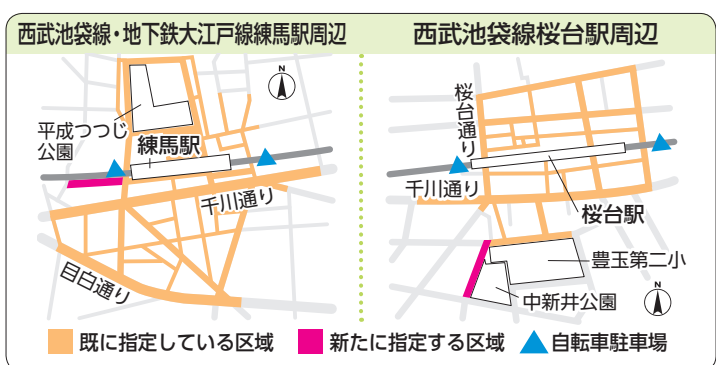 西武池袋線・地下鉄大江戸線練馬駅周辺
N
平成つつじ
公園
練馬駅
千川通り
目白通り
西武池袋線桜台駅周辺
N
桜台通り
千川通り
桜台駅
豊玉第二小
中新井公園
既に指定している区域
新たに指定する区域
自転車駐車場